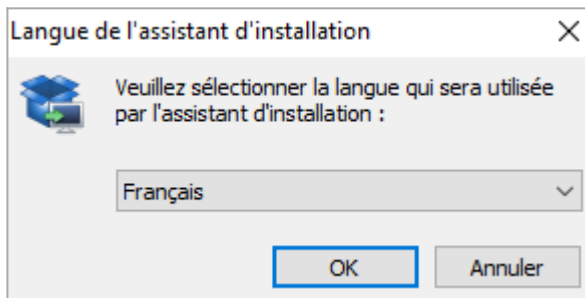 Langue de l'assistant d'installation
Veuillez sélectionner la langue qui sera utilisée
par l'assistant d'installation :
Français
OK
Annuler